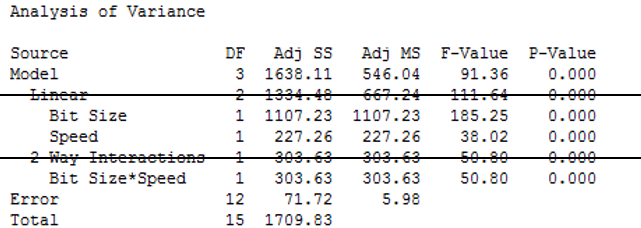 Analysis of Variance
Source DF Adj SS Adj MS F-Value P-Value
Model 3 1638.11 546.04 91.36 0.000
Linear 2 1334.48 667.24 111.64 0.000
Bit Size 1 1107.23 1107.23 185.25 0.000
Speed 1 227.26 227.26 38.02 0.000
2-Way Interactions 1 303.63 303.63 50.80 0.000
Bit Size*Speed 1 303.63 303.63 50.80 0.000
Error 12 71.72 5.98
Total 15 1709.83